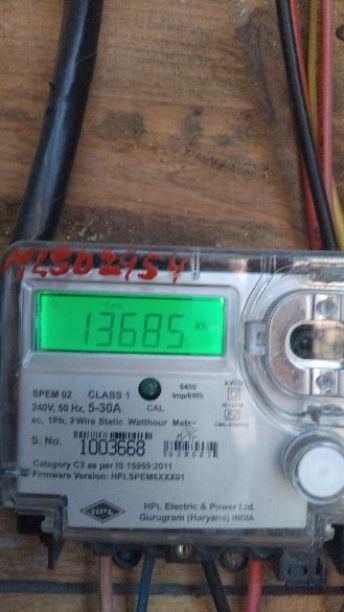 MLS02454
13685
SPEM 02 CLASS 1
240V, 50 Hz, 5-30A
CAL
6400
imp/kWh
kWh
ac, 1Ph, 2 Wire Static Watthour Meter
S. No. 1003668
Category C3 as per IS 15959:2011
Firmware Version: HPLSPEM6XXX01
HPL
HPL Electric & Power Ltd.
Gurugram (Haryana) INDIA